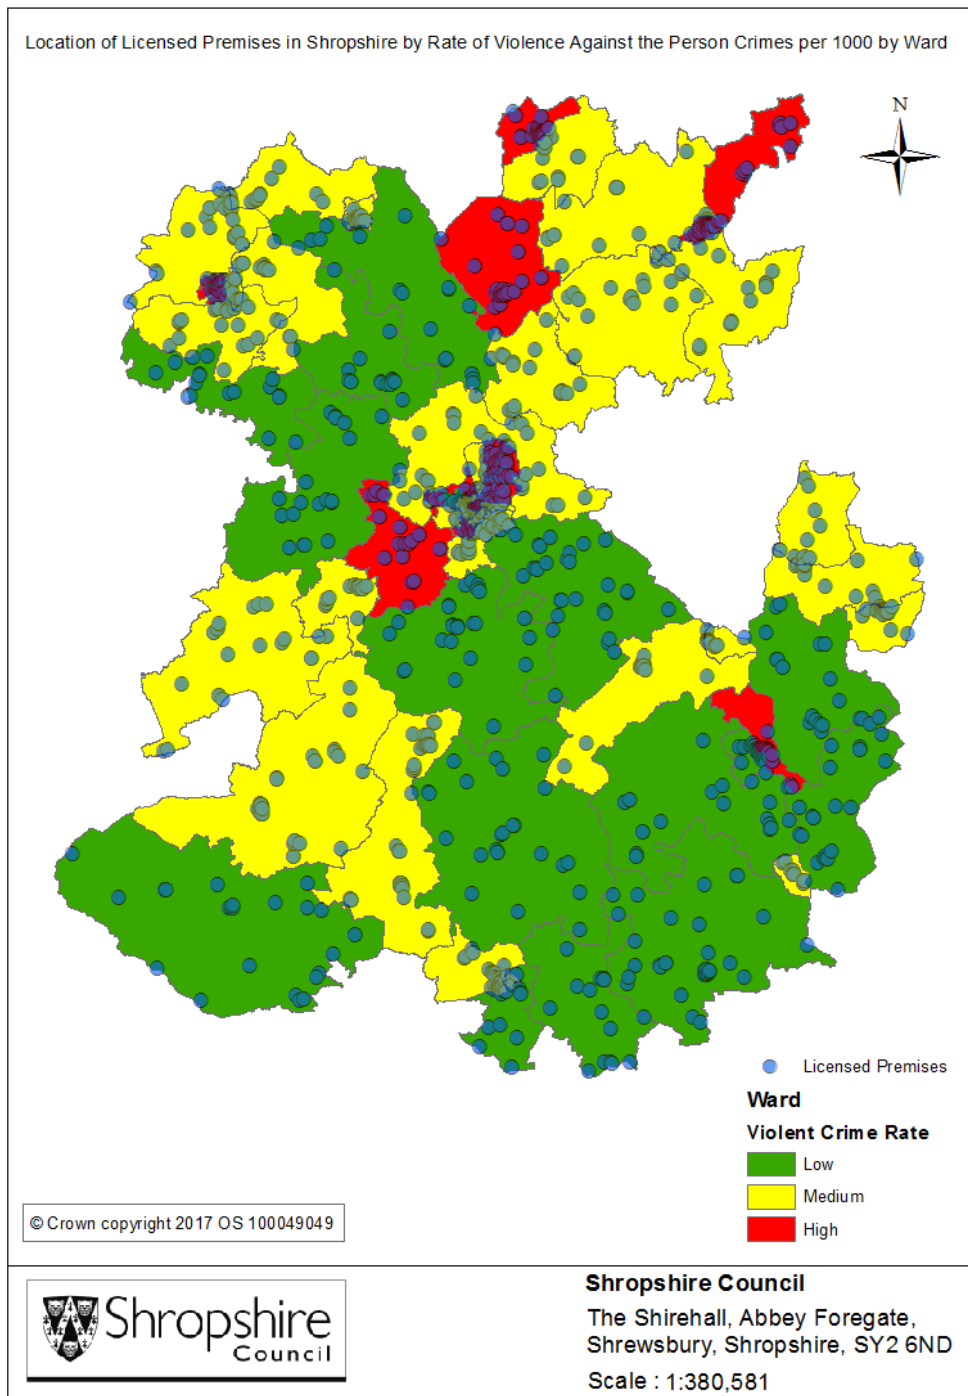 Location of Licensed Premises in Shropshire by Rate of Violence Against the Person Crimes per 1000 by Ward
N
Licensed Premises
Ward
Violent Crime Rate
Low
Medium
High
© Crown copyright 2017 OS 100049049
Shropshire
Council
Shropshire Council
The Shirehall, Abbey Foregate,
Shrewsbury, Shropshire, SY2 6ND
Scale : 1:380,581